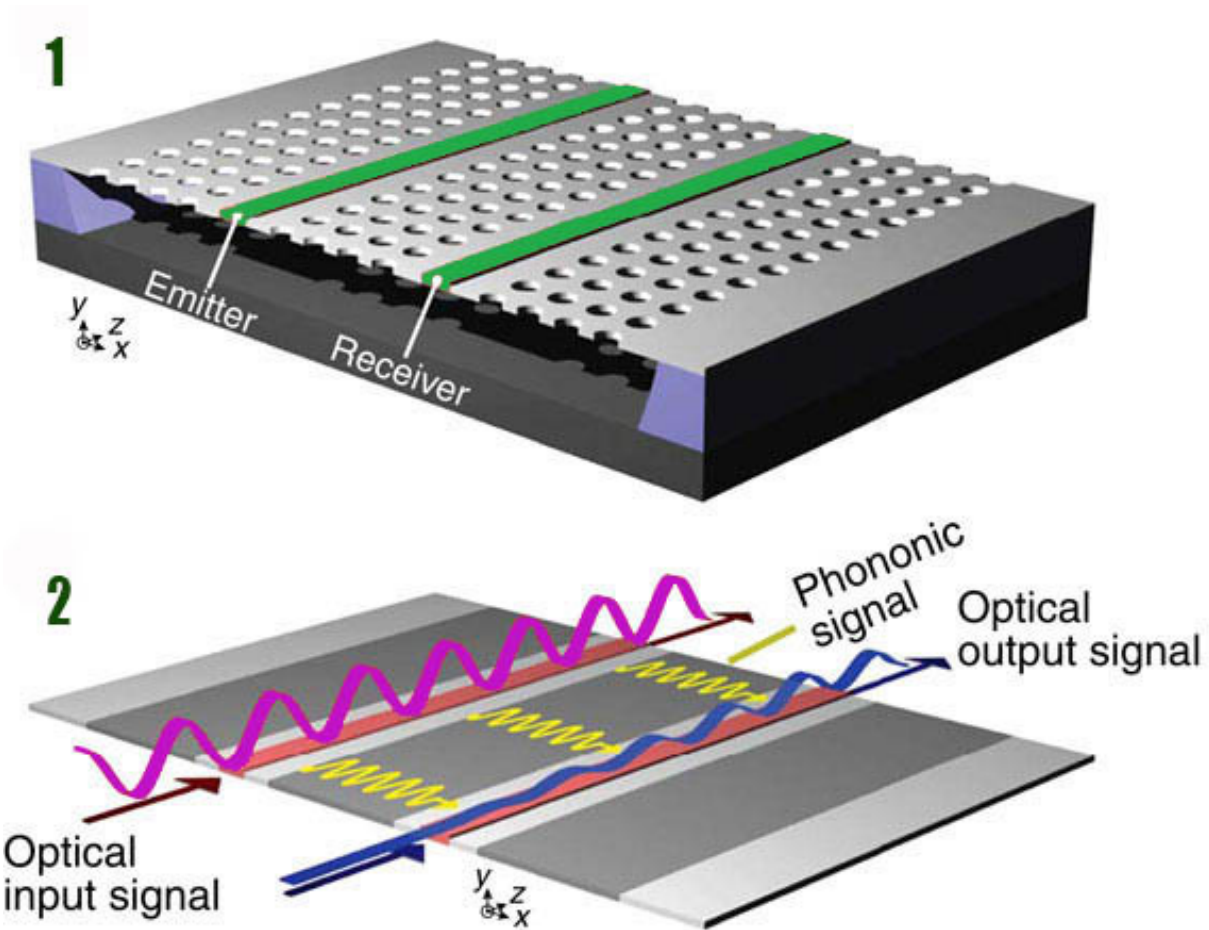 1
Emitter
Receiver
y
z
x
2
Phononic
signal
Optical
output signal
Optical
input signal
y
z
x